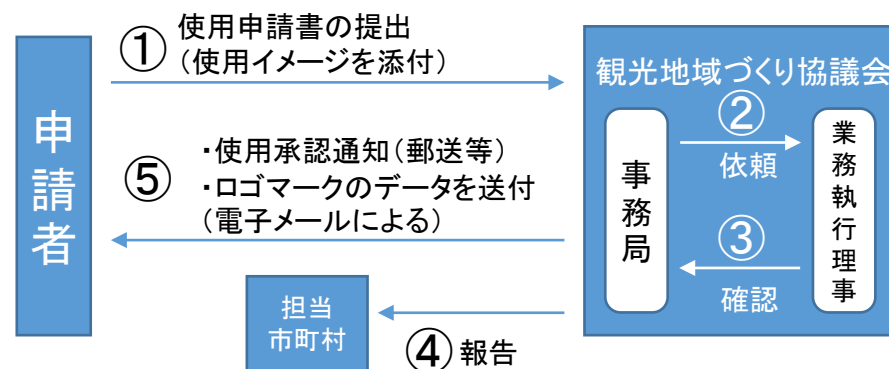 申請者
①
使用申請書の提出
（使用イメージを添付）
観光地域づくり協議会
事務局
②
依頼
③
確認
業務執行理事
④報告
担当
市町村
⑤
・使用承認通知（郵送等）
・ロゴマークのデータを送付
（電子メールによる）